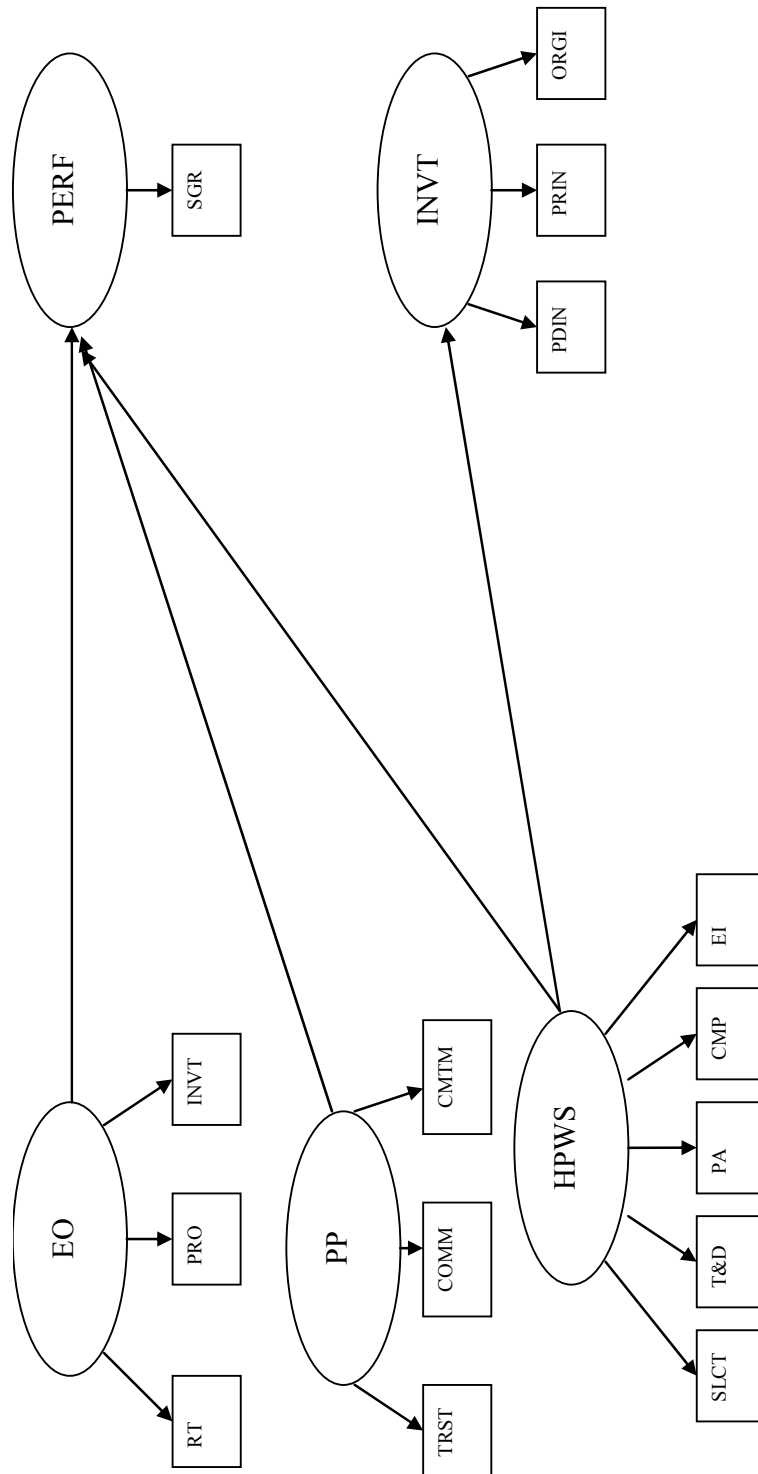 EO
PERF
RT
PRO
INVT
SGR
PP
INVT
TRST
COMM
CMTM
PDIN
PRIN
ORGI
HPWS
SLCT
T&D
PA
CMP
EI